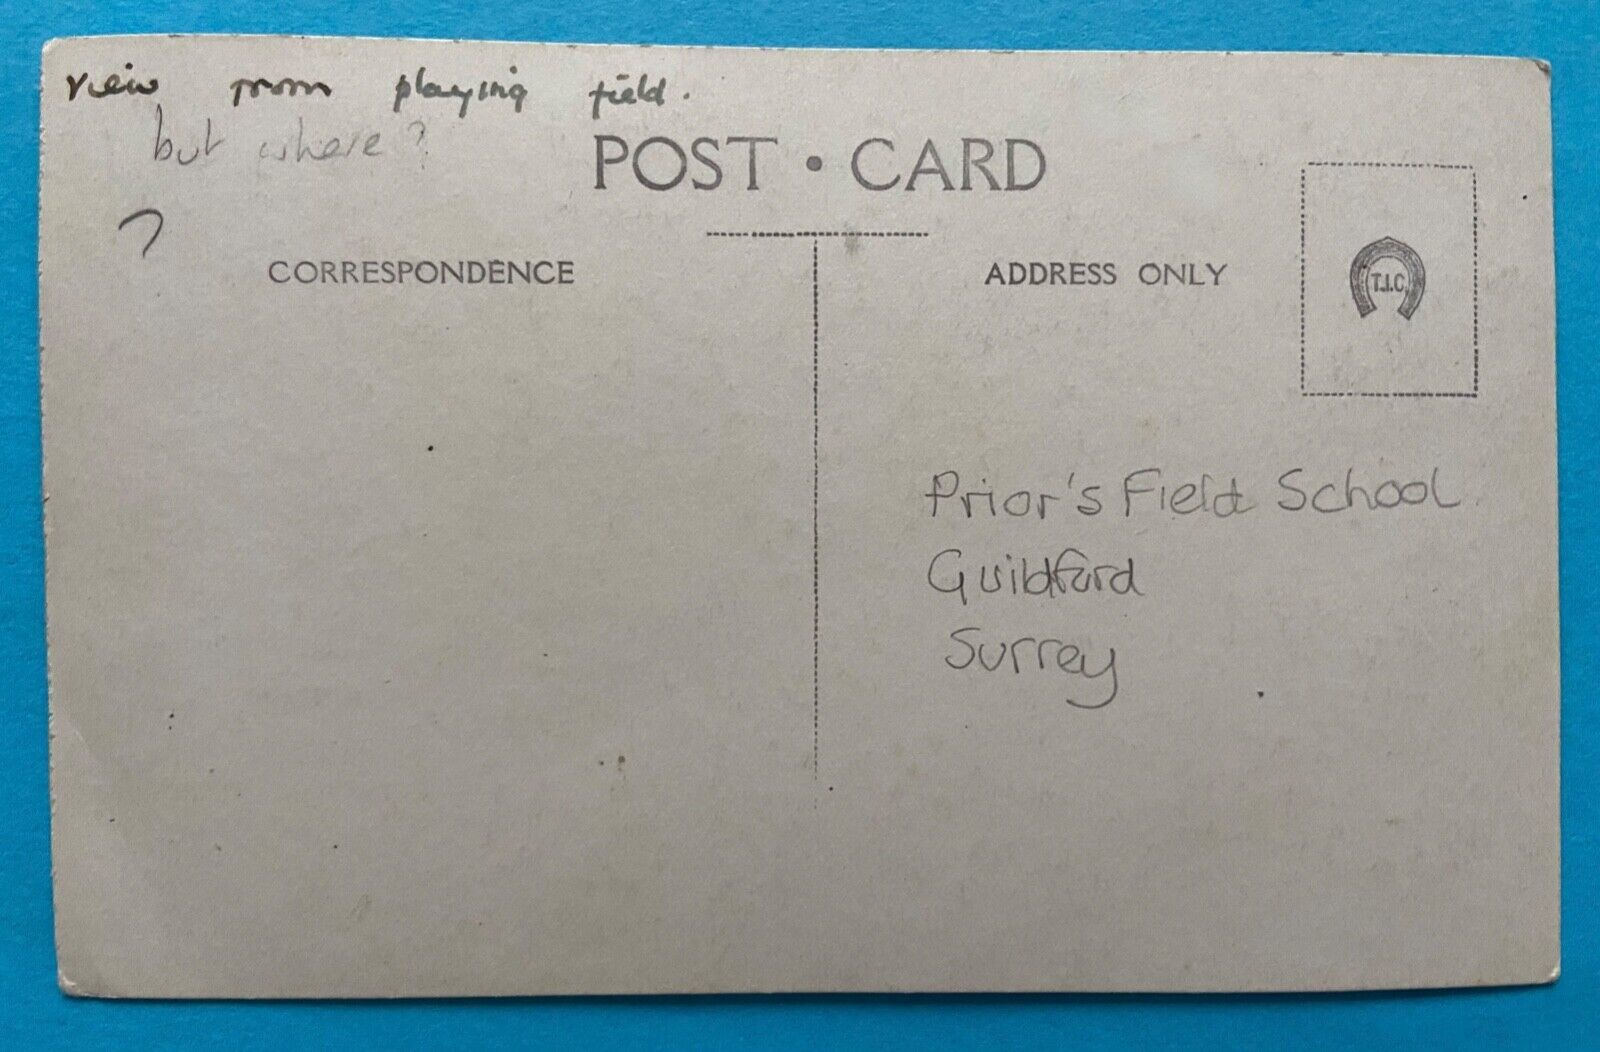 view from playing field.
but where?
?
POST • CARD
CORRESPONDENCE
ADDRESS ONLY
T.I.C.
Prior's Field School
Guildford
Surrey